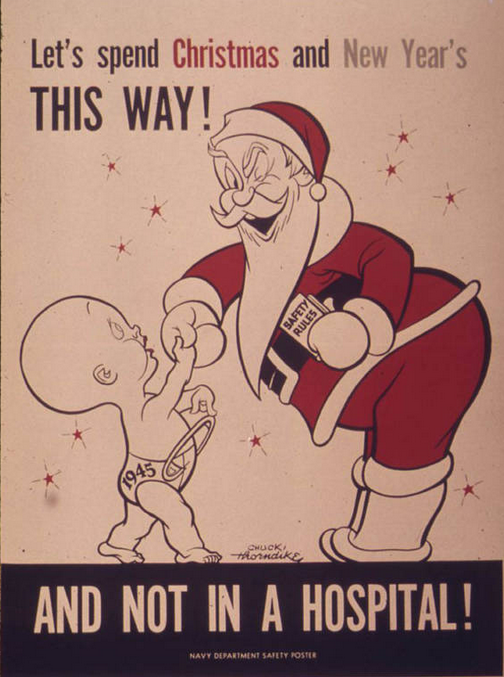 Let's spend Christmas and New Year's
THIS WAY!
SAFETY
RULES
1945
CHUCK
Thorndike
AND NOT IN A HOSPITAL!
NAVY DEPARTMENT SAFETY POSTER